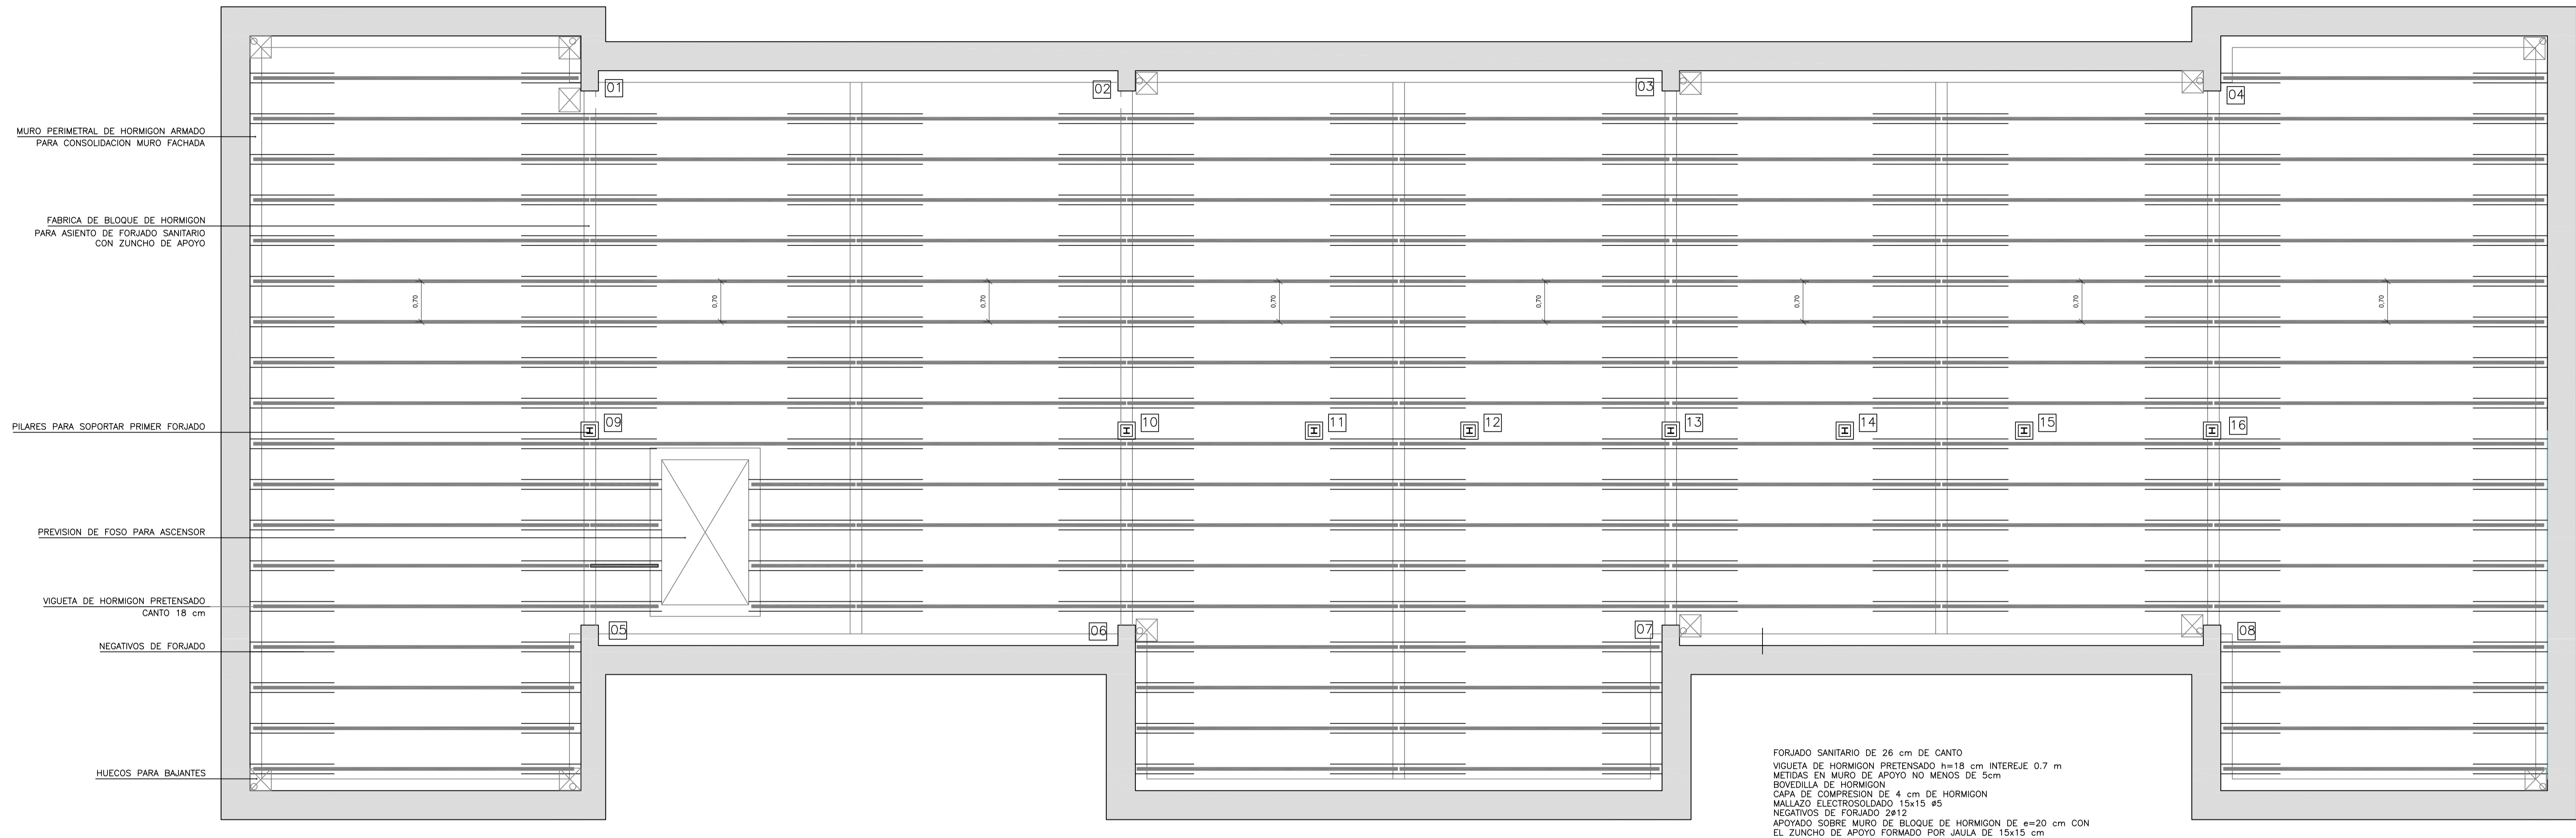 01
02
03
04
MURO PERIMETRAL DE HORMIGON ARMADO
PARA CONSOLIDACION MURO FACHADA
FABRICA DE BLOQUE DE HORMIGON
PARA ASIENTO DE FORJADO SANITARIO
CON ZUNCHO DE APOYO
0,70
0,70
0,70
0,70
0,70
0,70
0,70
0,70
PILARES PARA SOPORTAR PRIMER FORJADO
09
10
11
12
13
14
15
16
PREVISION DE FOSO PARA ASCENSOR
VIGUETA DE HORMIGON PRETENSADO
CANTO 18 cm
05
06
07
08
NEGATIVOS DE FORJADO
HUECOS PARA BAJANTES
FORJADO SANITARIO DE 26 cm DE CANTO
VIGUETA DE HORMIGON PRETENSADO h=18 cm INTEREJE 0.7 m
METIDAS EN MURO DE APOYO NO MENOS DE 5cm
BOVEDILLA DE HORMIGON
CAPA DE COMPRESION DE 4 cm DE HORMIGON
MALLAZO ELECTROSOLDADO 15x15 ø5
NEGATIVOS DE FORJADO 2ø12
APOYADO SOBRE MURO DE BLOQUE DE HORMIGON DE e=20 cm CON
EL ZUNCHO DE APOYO FORMADO POR JAULA DE 15x15 cm